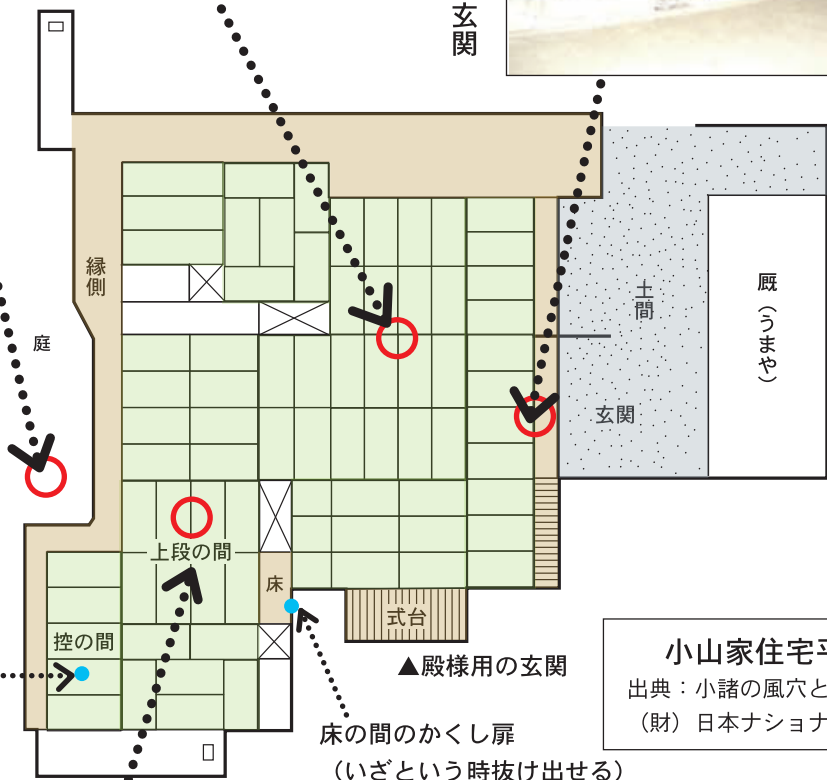 玄関
縁側
庭
土間
厩（うまや）
玄関
上段の間
床
控の間
式台
▲殿様用の玄関
床の間のかくし扉
（いざという時抜け出せる）
小山家住宅平
出典：小諸の風穴と
（財）日本ナショナ